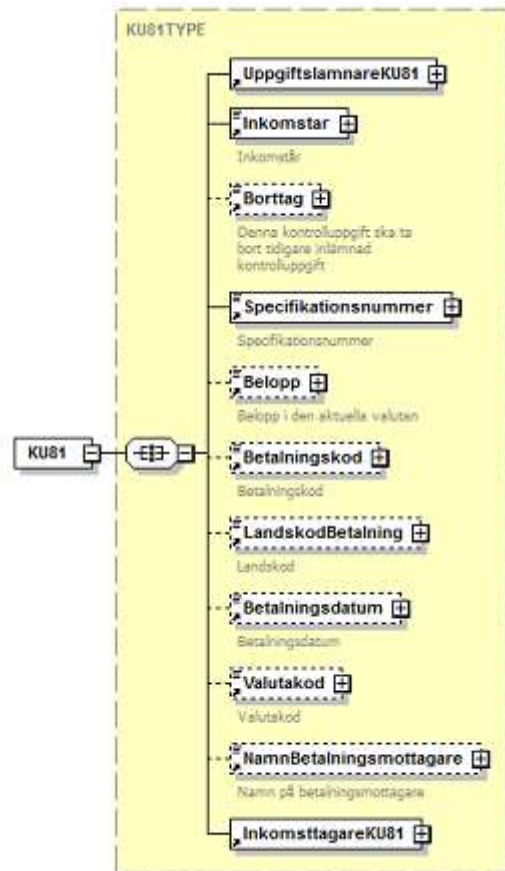 KU81TYPE
UppgiftslamnareKU81
Inkomstar
Inkomstår
Borttag
Denna kontrolluppgift ska ta
bort tidigare inlämnad
kontrolluppgift
Specifikationsnummer
Specifikationsnummer
Belopp
Belopp i den aktuella valutan
KU81
Betalningskod
Betalningskod
LandskodBetalning
Landskod
Betalningsdatum
Betalningsdatum
Valutakod
Valutakod
NamnBetalningsmottagare
Namn på betalningsmottagare
InkomsttagareKU81